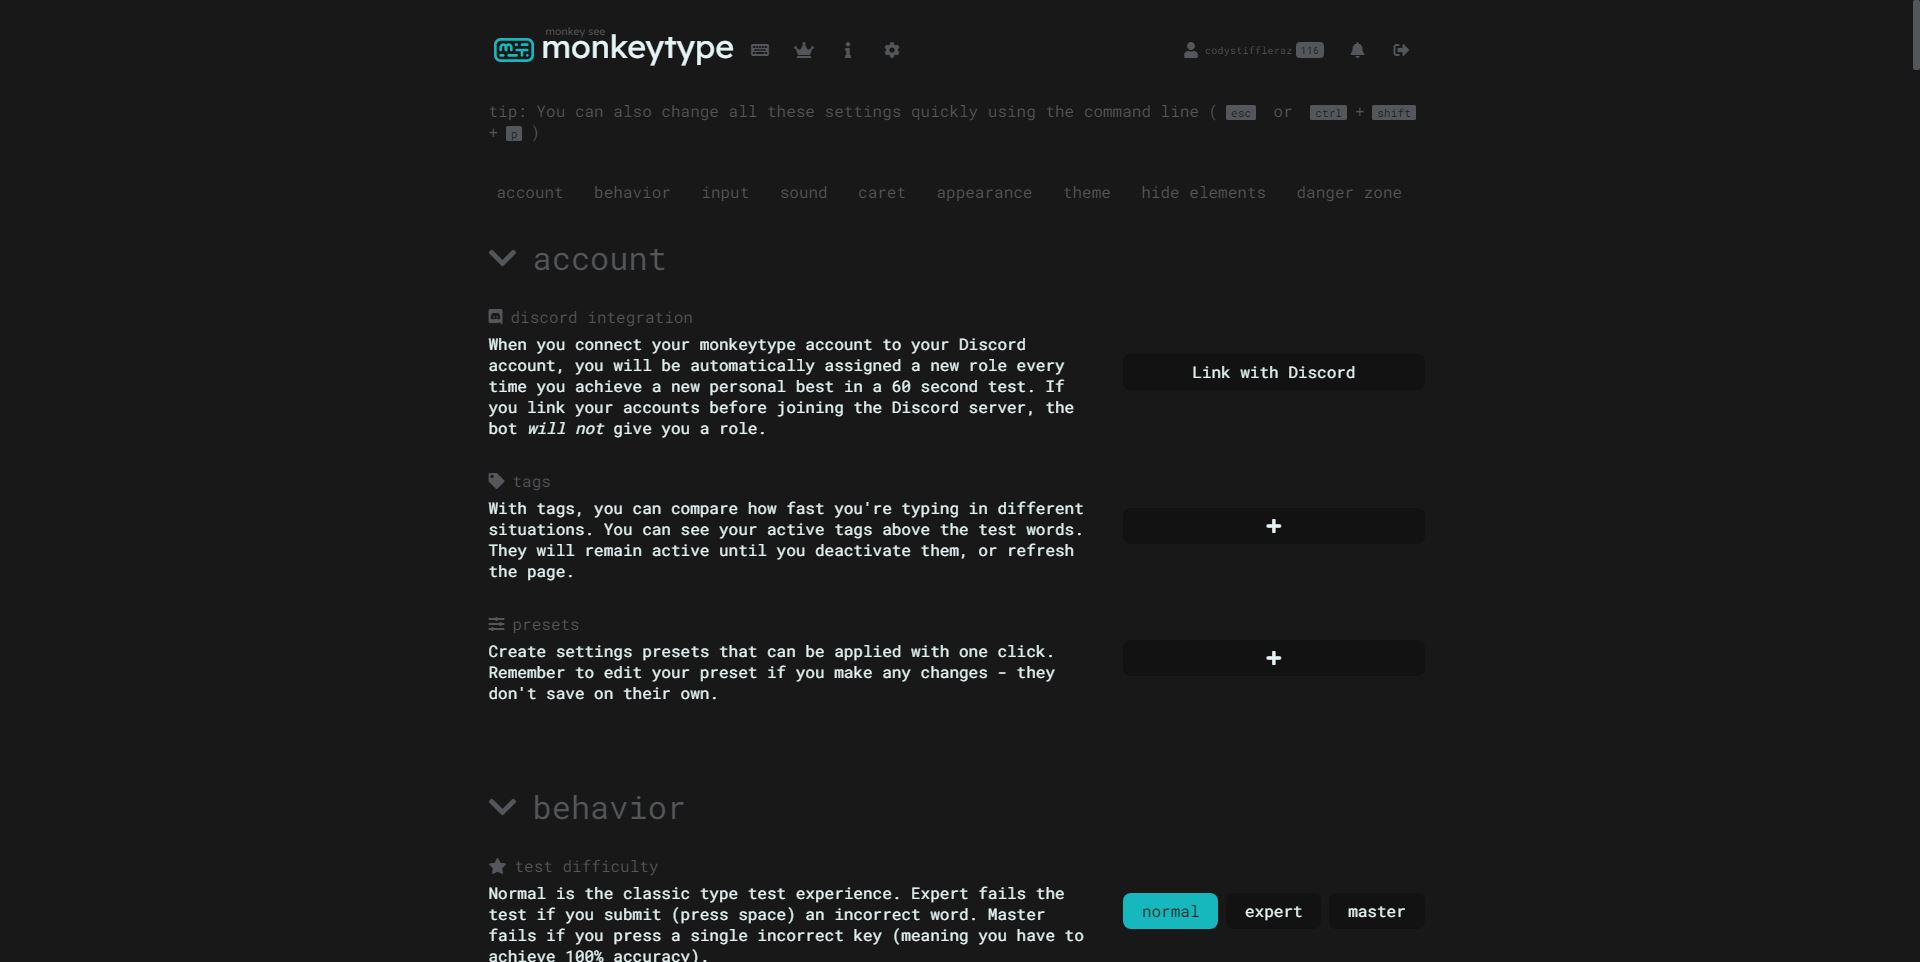 monkey see
monkeytype
codystiffleraz 116
tip: You can also change all these settings quickly using the command line ( esc or ctrl + shift
+ p )
account behavior input sound caret appearance theme hide elements danger zone
account
discord integration
When you connect your monkeytype account to your Discord
account, you will be automatically assigned a new role every
time you achieve a new personal best in a 60 second test. If
you link your accounts before joining the Discord server, the
bot will not give you a role.
Link with Discord
tags
With tags, you can compare how fast you're typing in different
situations. You can see your active tags above the test words.
They will remain active until you deactivate them, or refresh
the page.
presets
Create settings presets that can be applied with one click.
Remember to edit your preset if you make any changes - they
don't save on their own.
behavior
test difficulty
Normal is the classic type test experience. Expert fails the
test if you submit (press space) an incorrect word. Master
fails if you press a single incorrect key (meaning you have to
achieve 100% accuracy).
normal expert master